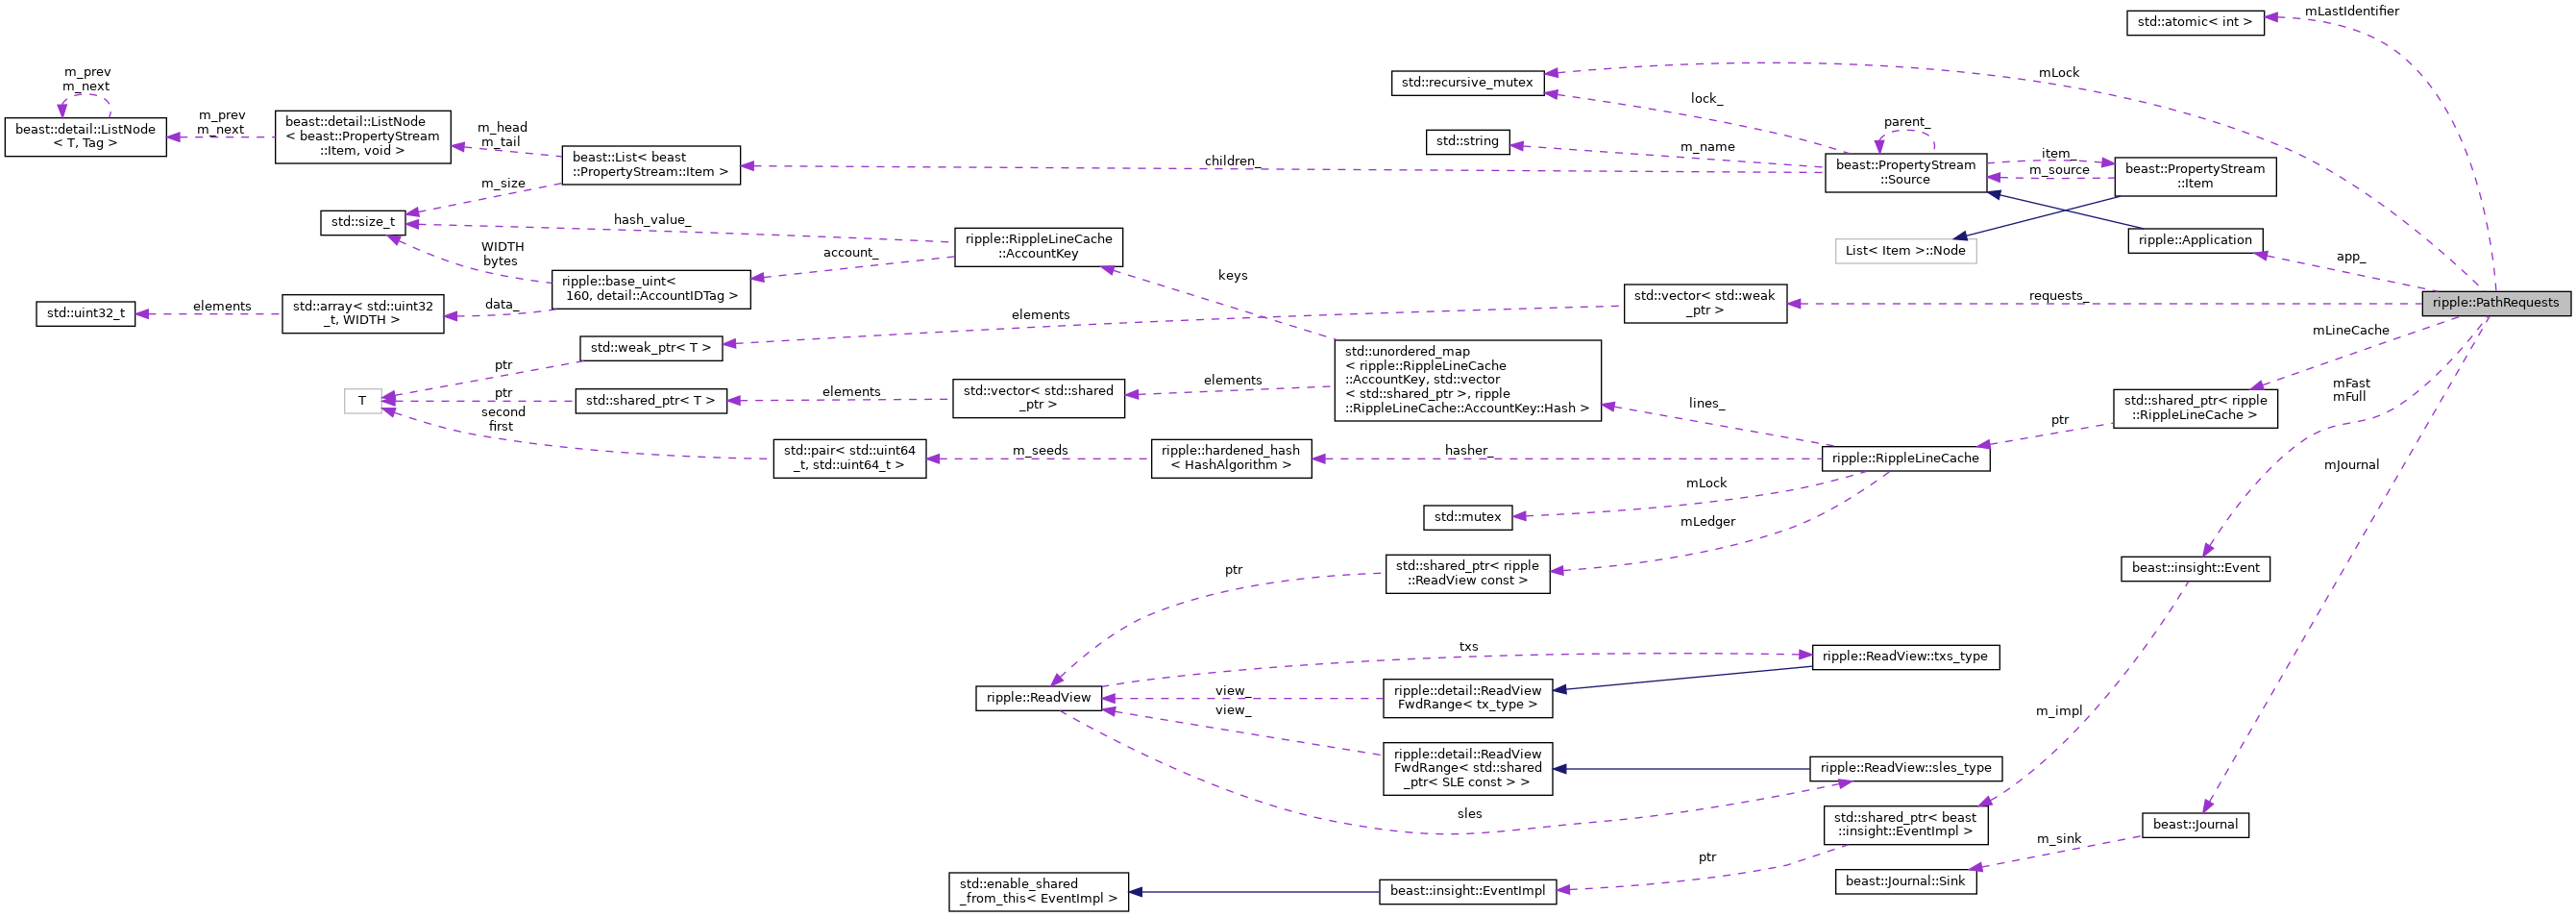 mLastIdentifier
std::atomic< int >
m_prev
m_next
std::recursive_mutex
mLock
lock_
beast::detail::ListNode
< T, Tag >
m_prev
m_next
beast::detail::ListNode
< beast::PropertyStream
::Item, void >
m_head
m_tail
beast::List< beast
::PropertyStream::Item >
children_
std::string
m_name
parent_
beast::PropertyStream
::Source
item_
m_source
beast::PropertyStream
::Item
m_size
std::size_t
hash_value_
WIDTH
bytes
account_
ripple::RippleLineCache
::AccountKey
List< Item >::Node
ripple::Application
app_
keys
ripple::base_uint<
160, detail::AccountIDTag >
std::uint32_t
elements
std::array< std::uint32
_t, WIDTH >
data_
elements
std::vector< std::weak
_ptr >
requests_
ripple::PathRequests
std::weak_ptr< T >
ptr
std::unordered_map
< ripple::RippleLineCache
::AccountKey, std::vector
< std::shared_ptr >, ripple
::RippleLineCache::AccountKey::Hash >
mLineCache
T
ptr
std::shared_ptr< T >
elements
std::vector< std::shared
_ptr >
elements
lines_
std::shared_ptr< ripple
::RippleLineCache >
mFast
mFull
second
first
ptr
std::pair< std::uint64
_t, std::uint64_t >
m_seeds
ripple::hardened_hash
< HashAlgorithm >
hasher_
ripple::RippleLineCache
mJournal
mLock
std::mutex
mLedger
ptr
std::shared_ptr< ripple
::ReadView const >
beast::insight::Event
txs
ripple::ReadView::txs_type
ripple::ReadView
view_
view_
ripple::detail::ReadView
FwdRange< tx_type >
m_impl
ripple::detail::ReadView
FwdRange< std::shared
_ptr< SLE const > >
ripple::ReadView::sles_type
sles
std::shared_ptr< beast
::insight::EventImpl >
beast::Journal
m_sink
ptr
beast::Journal::Sink
std::enable_shared
_from_this< EventImpl >
beast::insight::EventImpl